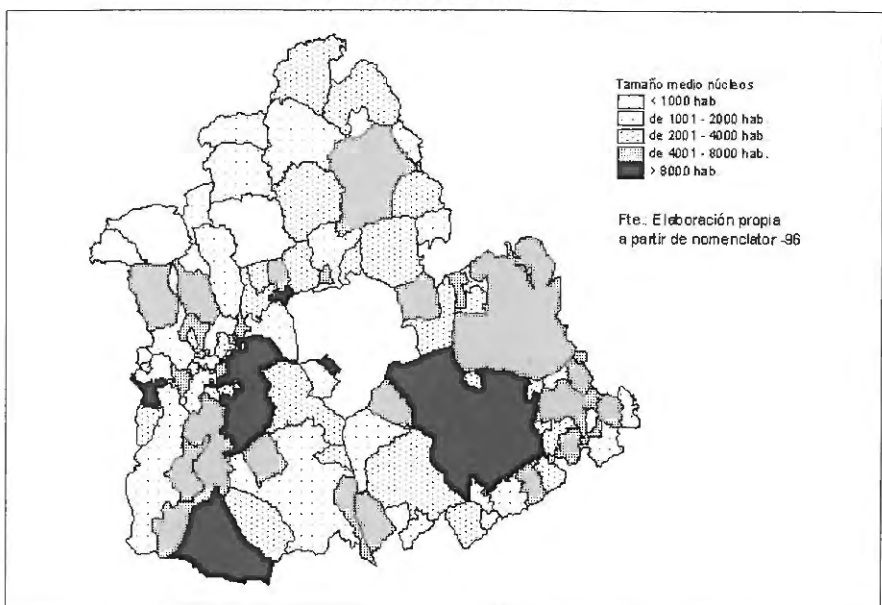 Tamaño medio núcleos
< 1000 hab
de 1001 - 2000 hab.
de 2001 - 4000 hab.
de 4001 - 8000 hab.
> 8000 hab
Fte.: Elaboración propia
a partir de nomenclator -96